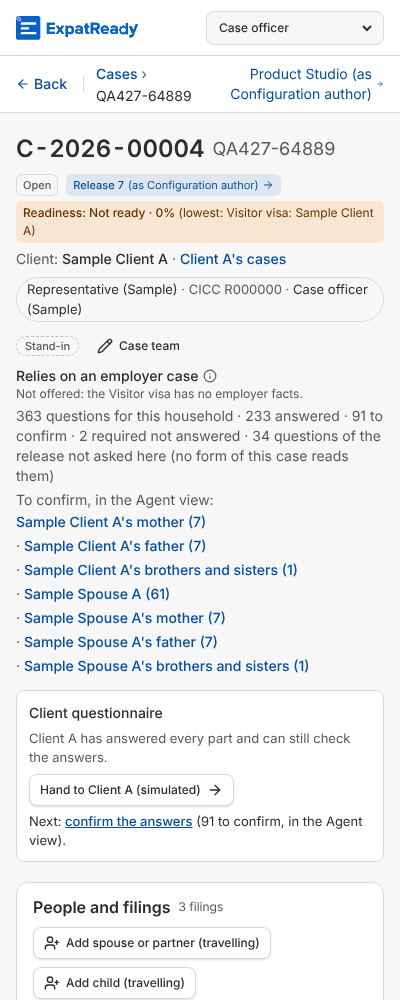 ExpatReady
Case officer
Back
Cases ›
QA427-64889
Product Studio (as
Configuration author)
C-2026-00004 QA427-64889
Open
Release 7 (as Configuration author)
Readiness: Not ready · 0% (lowest: Visitor visa: Sample Client
A)
Client: Sample Client A · Client A's cases
Representative (Sample) · CICC R000000 · Case officer
(Sample)
Stand-in
Case team
Relies on an employer case
Not offered: the Visitor visa has no employer facts.
363 questions for this household · 233 answered · 91 to
confirm · 2 required not answered · 34 questions of the
release not asked here (no form of this case reads
them)
To confirm, in the Agent view:
Sample Client A's mother (7)
· Sample Client A's father (7)
· Sample Client A's brothers and sisters (1)
· Sample Spouse A (61)
· Sample Spouse A's mother (7)
· Sample Spouse A's father (7)
· Sample Spouse A's brothers and sisters (1)
Client questionnaire
Client A has answered every part and can still check
the answers.
Hand to Client A (simulated)
Next: confirm the answers (91 to confirm, in the Agent
view).
People and filings 3 filings
Add spouse or partner (travelling)
Add child (travelling)